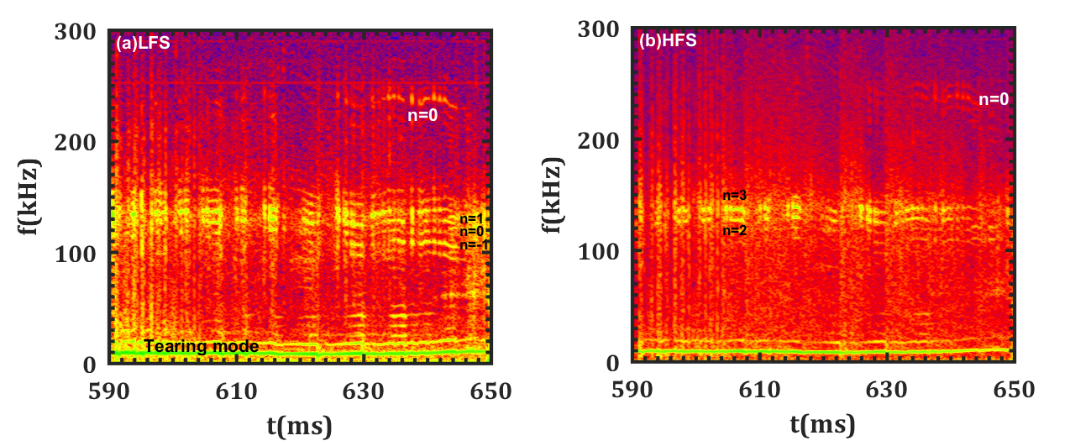 (a)LFS
300
200
100
0
f(kHz)
n=0
n=1
n=0
n=-1
Tearing mode
590 610 630 650
t(ms)
(b)HFS
300
200
100
0
f(kHz)
n=0
n=3
n=2
590 610 630 650
t(ms)